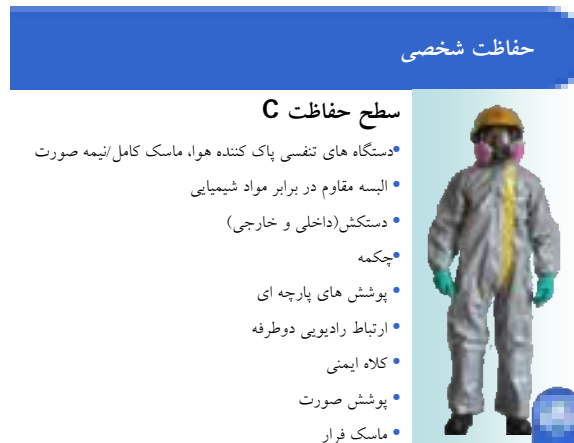 حفاظت شخصی
سطح حفاظت C
•دستگاه های تنفسی پاک کننده هوا، ماسک کامل/نیمه صورت
• البسه مقاوم در برابر مواد شیمیایی
• دستکش(داخلی و خارجی)
•چکمه
• پوشش های پارچه ای
• ارتباط رادیویی دوطرفه
• کلاه ایمنی
• پوشش صورت
• ماسک فرار